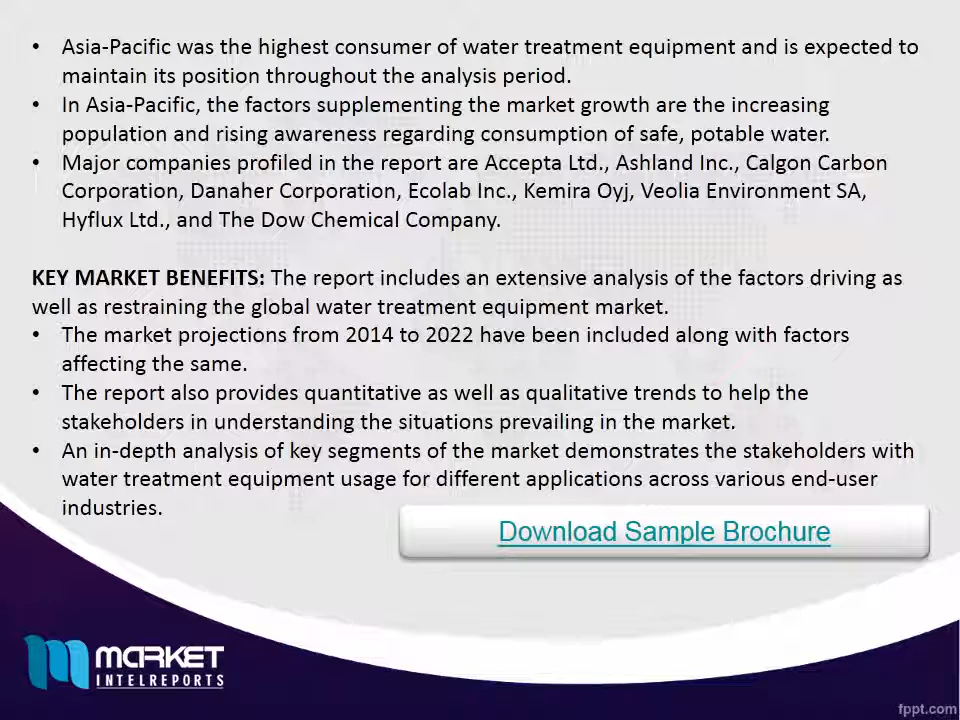 • Asia-Pacific was the highest consumer of water treatment equipment and is expected to
maintain its position throughout the analysis period.
• In Asia-Pacific, the factors supplementing the market growth are the increasing
population and rising awareness regarding consumption of safe, potable water.
• Major companies profiled in the report are Accepta Ltd., Ashland Inc., Calgon Carbon
Corporation, Danaher Corporation, Ecolab Inc., Kemira Oyj, Veolia Environment SA,
Hyflux Ltd., and The Dow Chemical Company.
KEY MARKET BENEFITS: The report includes an extensive analysis of the factors driving as
well as restraining the global water treatment equipment market.
• The market projections from 2014 to 2022 have been included along with factors
affecting the same.
• The report also provides quantitative as well as qualitative trends to help the
stakeholders in understanding the situations prevailing in the market.
• An in-depth analysis of key segments of the market demonstrates the stakeholders with
water treatment equipment usage for different applications across various end-user
industries.
Download Sample Brochure
MARKET
INTELREPORTS
fppt.com